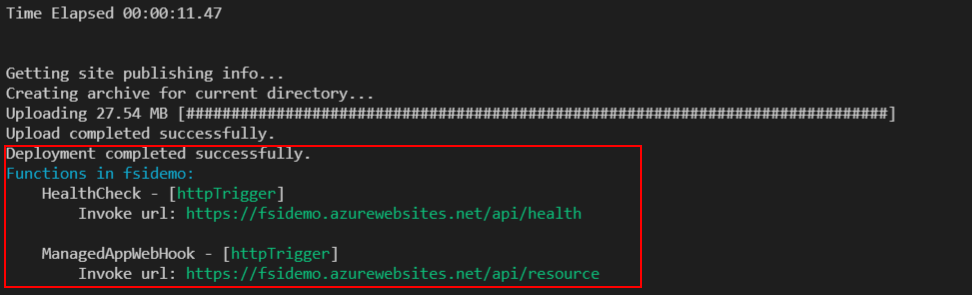 Time Elapsed 00:00:11.47
Getting site publishing info...
Creating archive for current directory...
Uploading 27.54 MB [##############################################################################]
Upload completed successfully.
Deployment completed successfully.
Functions in fsidemo:
HealthCheck - [httpTrigger]
Invoke url: https://fsidemo.azurewebsites.net/api/health
ManagedAppWebHook - [httpTrigger]
Invoke url: https://fsidemo.azurewebsites.net/api/resource